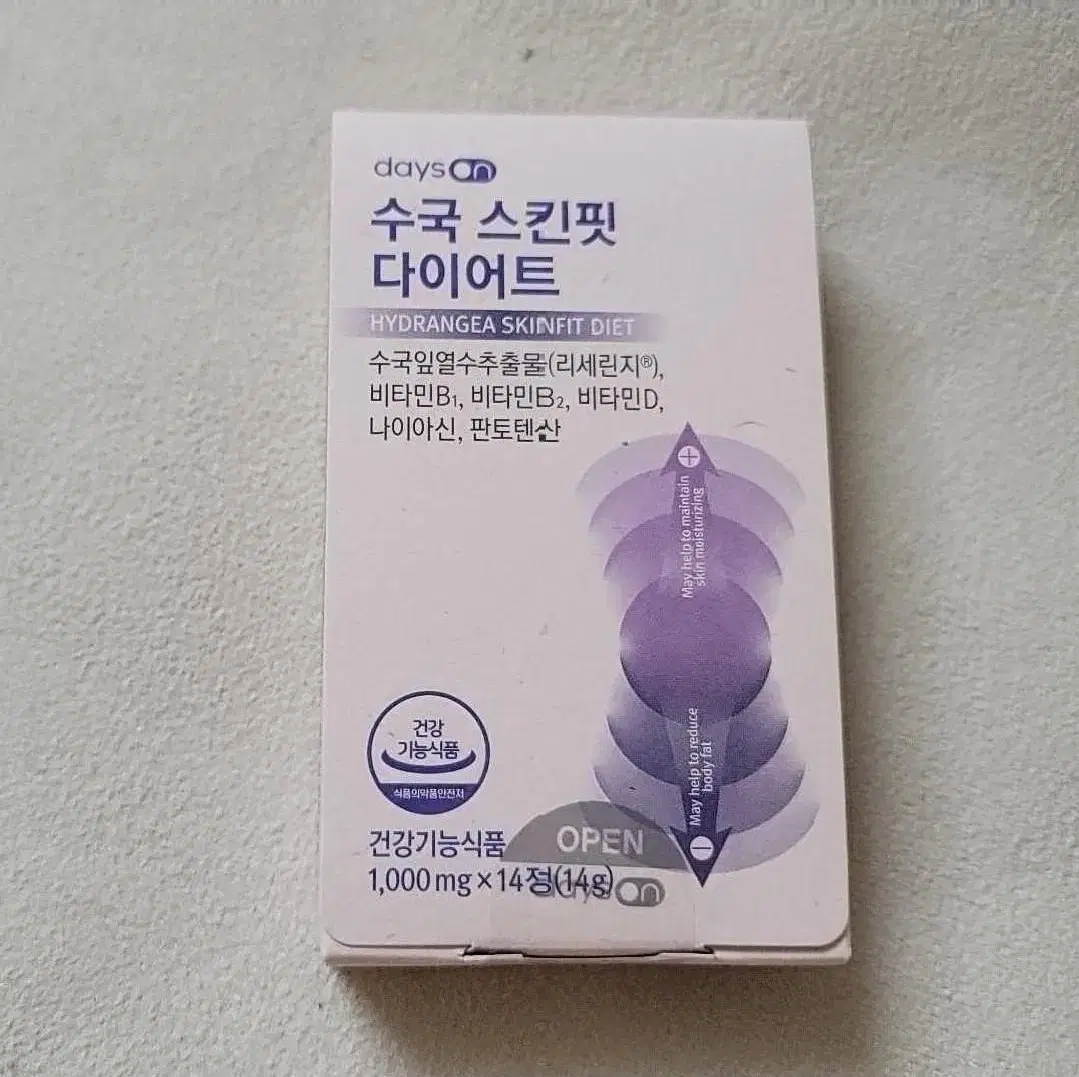 days on
수국 스킨핏
다이어트
HYDRANGEA SKINFIT DIET
수국잎열수추출물(리세린지®),
비타민B₁, 비타민B₂, 비타민D,
나이아신, 판토텐산
+
May help to maintain
skin moisturizing
May help to reduce
body fat
−
건강
기능식품
식품의약품안전처
건강기능식품
1,000 mg × 14정(14g)
OPEN
days on